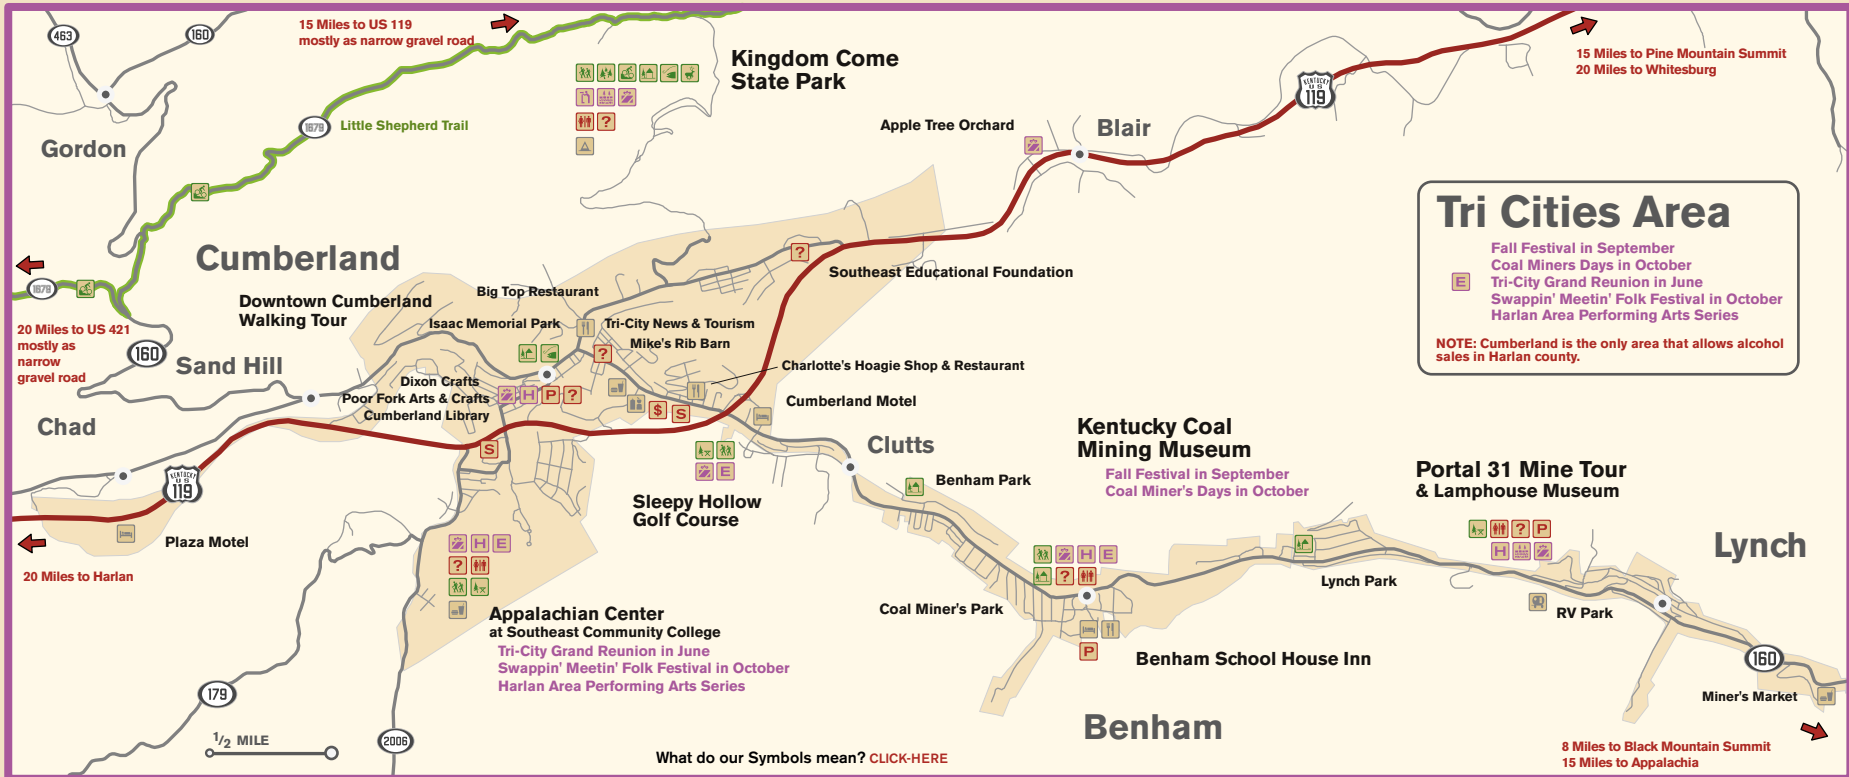 463
160
15 Miles to US 119
mostly as narrow gravel road
Kingdom Come
State Park
?
15 Miles to Pine Mountain Summit
20 Miles to Whitesburg
KENTUCKY
US
119
1679
Little Shepherd Trail
Apple Tree Orchard
Blair
Gordon
Tri Cities Area
Fall Festival in September
Coal Miners Days in October
E Tri-City Grand Reunion in June
Swappin' Meetin' Folk Festival in October
Harlan Area Performing Arts Series
NOTE: Cumberland is the only area that allows alcohol
sales in Harlan county.
Cumberland
?
Southeast Educational Foundation
1679
Downtown Cumberland
Walking Tour
Big Top Restaurant
Isaac Memorial Park
Tri-City News & Tourism
Mike's Rib Barn
?
20 Miles to US 421
mostly as
narrow
gravel road
160
Sand Hill
Charlotte's Hoagie Shop & Restaurant
Dixon Crafts
Poor Fork Arts & Crafts
Cumberland Library
H P ?
$ S
Cumberland Motel
Chad
S
Clutts
Kentucky Coal
Mining Museum
Fall Festival in September
Coal Miner's Days in October
KENTUCKY
US
119
E
Sleepy Hollow
Golf Course
Benham Park
Portal 31 Mine Tour
& Lamphouse Museum
? P
H
Lynch
Plaza Motel
20 Miles to Harlan
H E
?
Appalachian Center
at Southeast Community College
Tri-City Grand Reunion in June
Swappin' Meetin' Folk Festival in October
Harlan Area Performing Arts Series
H E
?
Coal Miner's Park
Lynch Park
RV Park
P
Benham School House Inn
160
Miner's Market
179
2006
1/2 MILE
Benham
What do our Symbols mean? CLICK-HERE
8 Miles to Black Mountain Summit
15 Miles to Appalachia